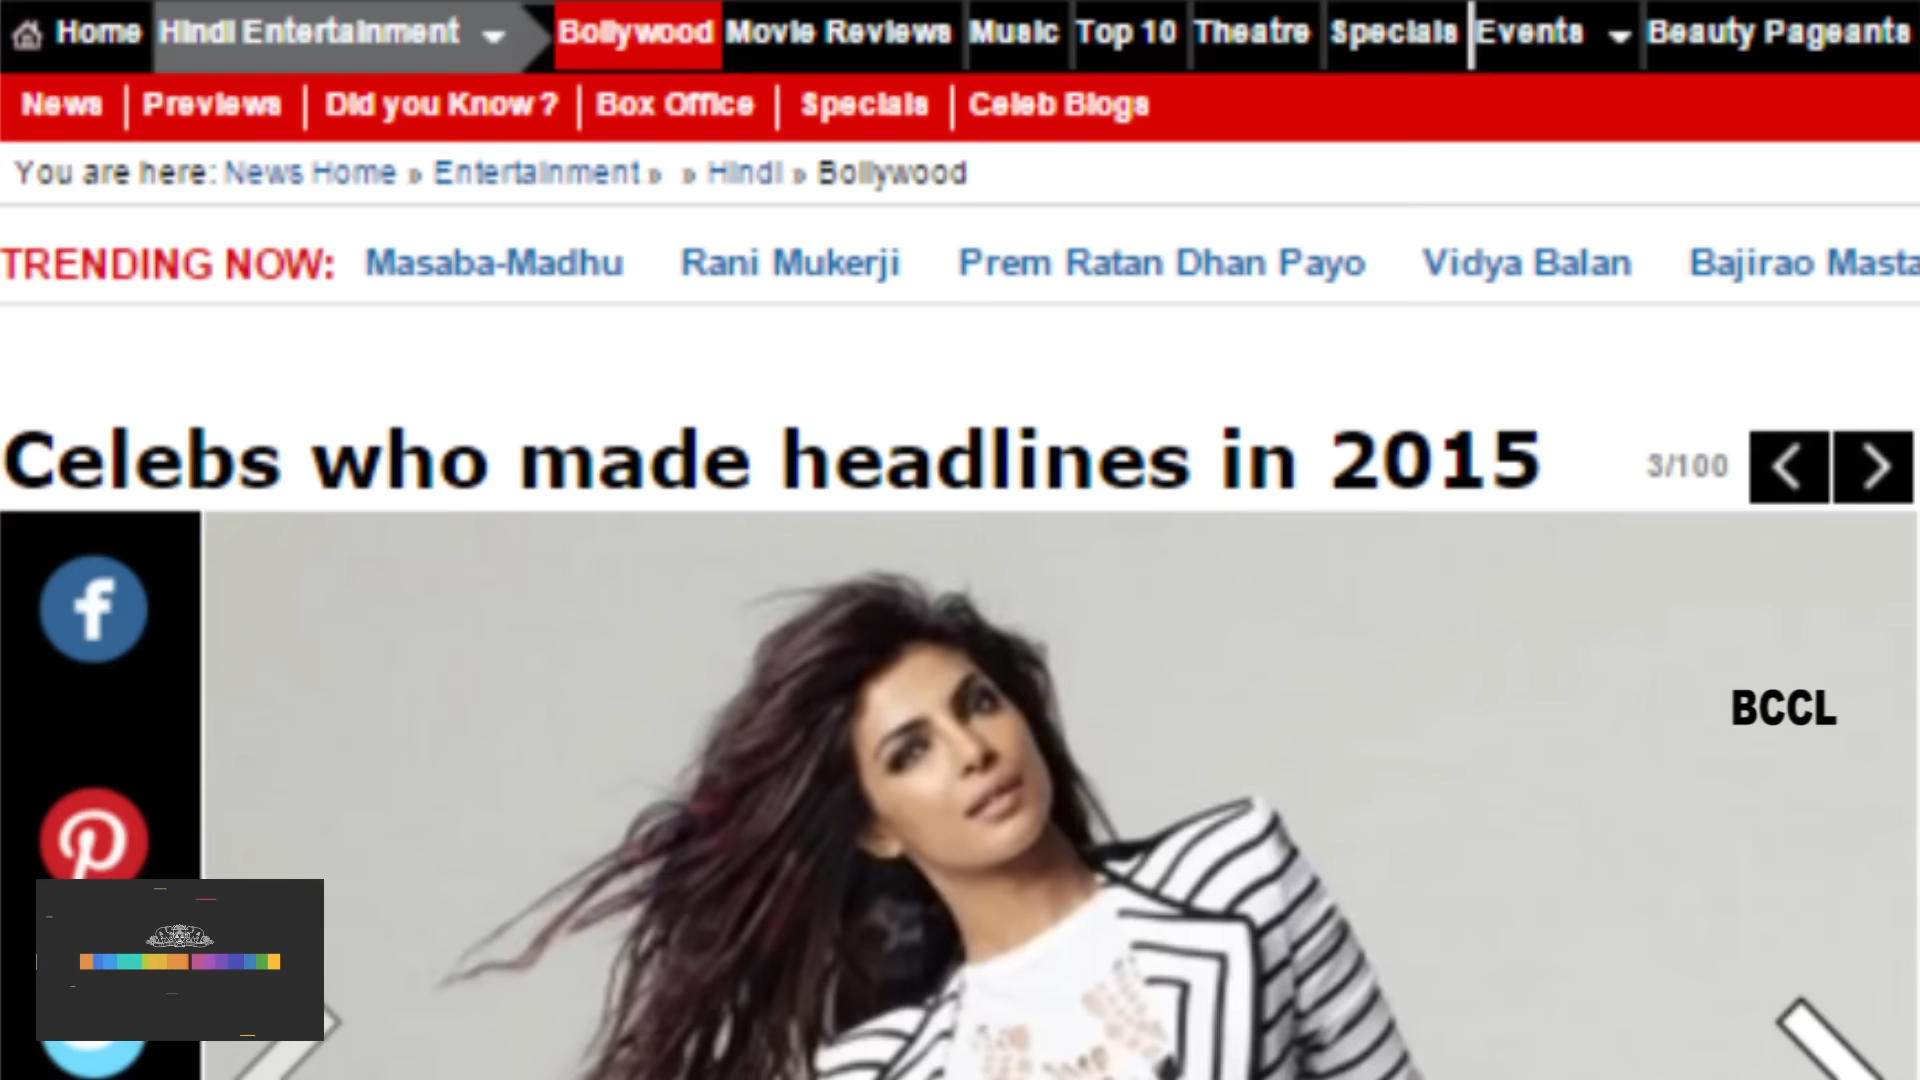 Home Hindi Entertainment Bollywood Movie Reviews Music Top 10 Theatre Specials Events Beauty Pageants
News Previews Did you Know? Box Office Specials Celeb Blogs
You are here: News Home » Entertainment » » Hindi » Bollywood
TRENDING NOW: Masaba-Madhu Rani Mukerji Prem Ratan Dhan Payo Vidya Balan Bajirao Masta
Celebs who made headlines in 2015 3/100
BCCL